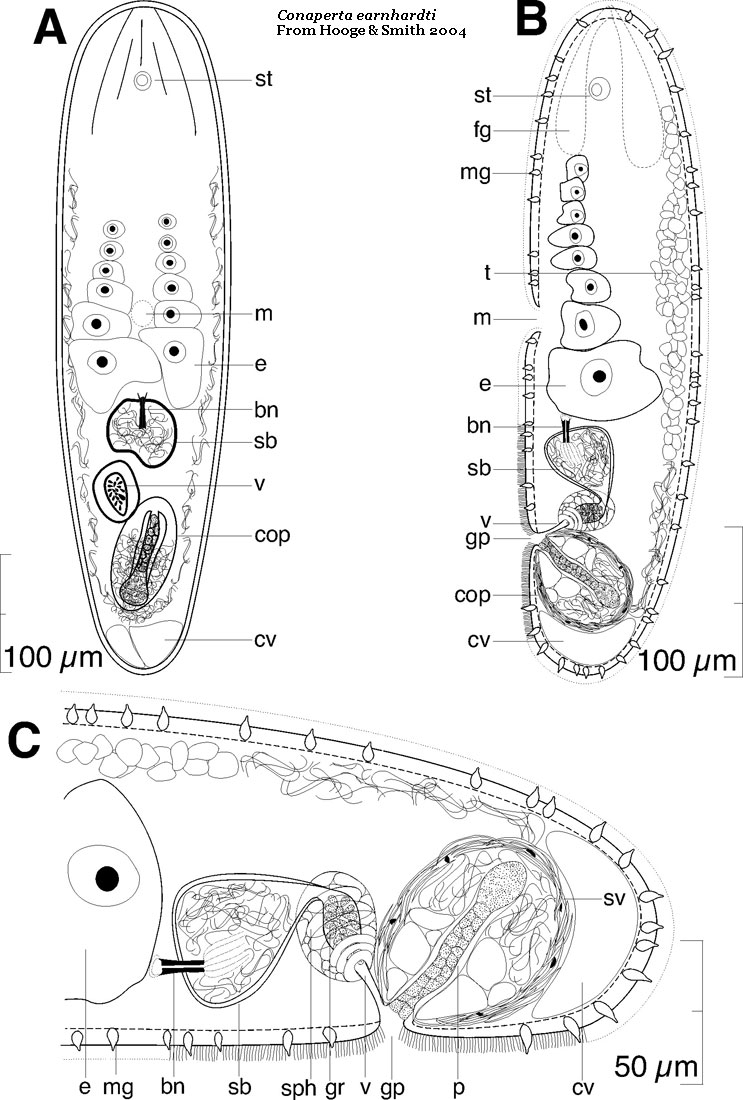 A
Conaperta earnhardti
From Hooge & Smith 2004
st
m
e
bn
sb
v
cop
cv
100 µm
B
st
fg
mg
t
m
e
bn
sb
v
gp
cop
cv
100 µm
C
sv
50 µm
e mg bn sb sph gr v gp p cv